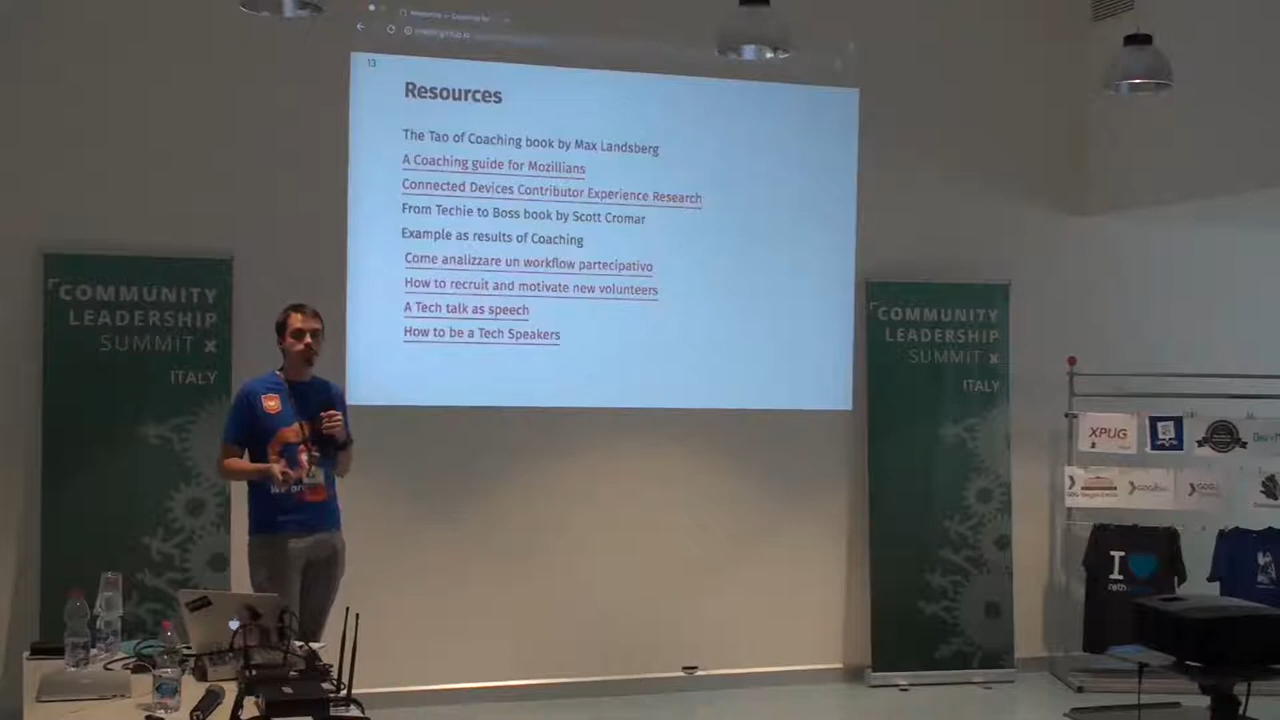 13
Resources
The Tao of Coaching book by Max Landsberg
A Coaching guide for Mozillians
Connected Devices Contributor Experience Research
From Techie to Boss book by Scott Cromar
Example as results of Coaching
Come analizzare un workflow partecipativo
How to recruit and motivate new volunteers
A Tech talk as speech
How to be a Tech Speakers
COMMUNITY
LEADERSHIP
SUMMIT x
ITALY
COMMUNITY
LEADERSHIP
SUMMIT x
ITALY
XPUG
I